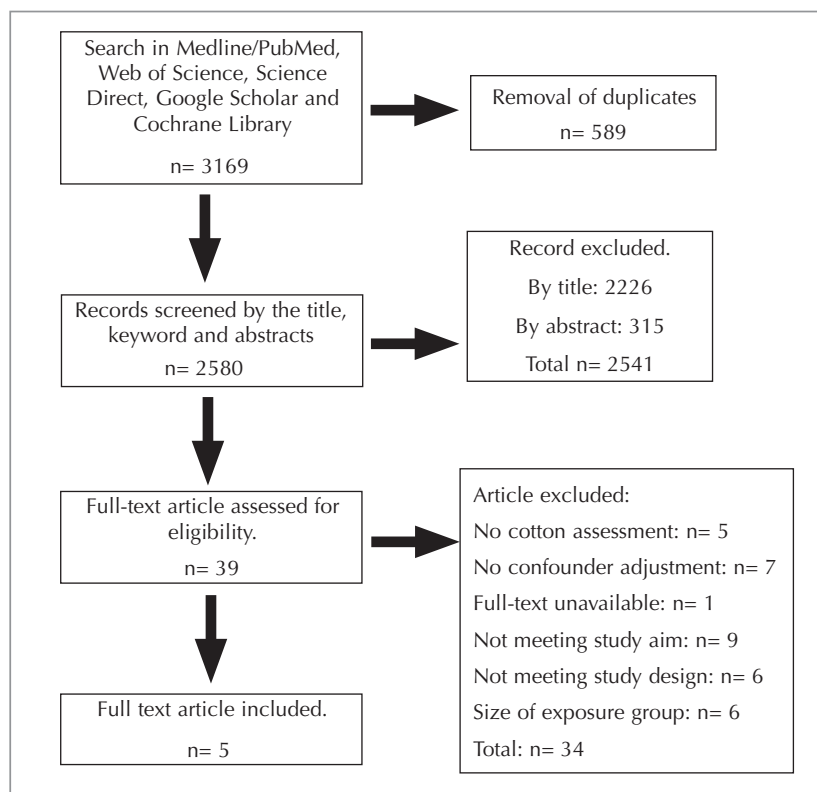 Search in Medline/PubMed,
Web of Science, Science
Direct, Google Scholar and
Cochrane Library
n= 3169
Removal of duplicates
n= 589
Records screened by the title,
keyword and abstracts
n= 2580
Record excluded.
By title: 2226
By abstract: 315
Total n= 2541
Full-text article assessed for
eligibility.
n= 39
Article excluded:
No cotton assessment: n= 5
No confounder adjustment: n= 7
Full-text unavailable: n= 1
Not meeting study aim: n= 9
Not meeting study design: n= 6
Size of exposure group: n= 6
Total: n= 34
Full text article included.
n= 5